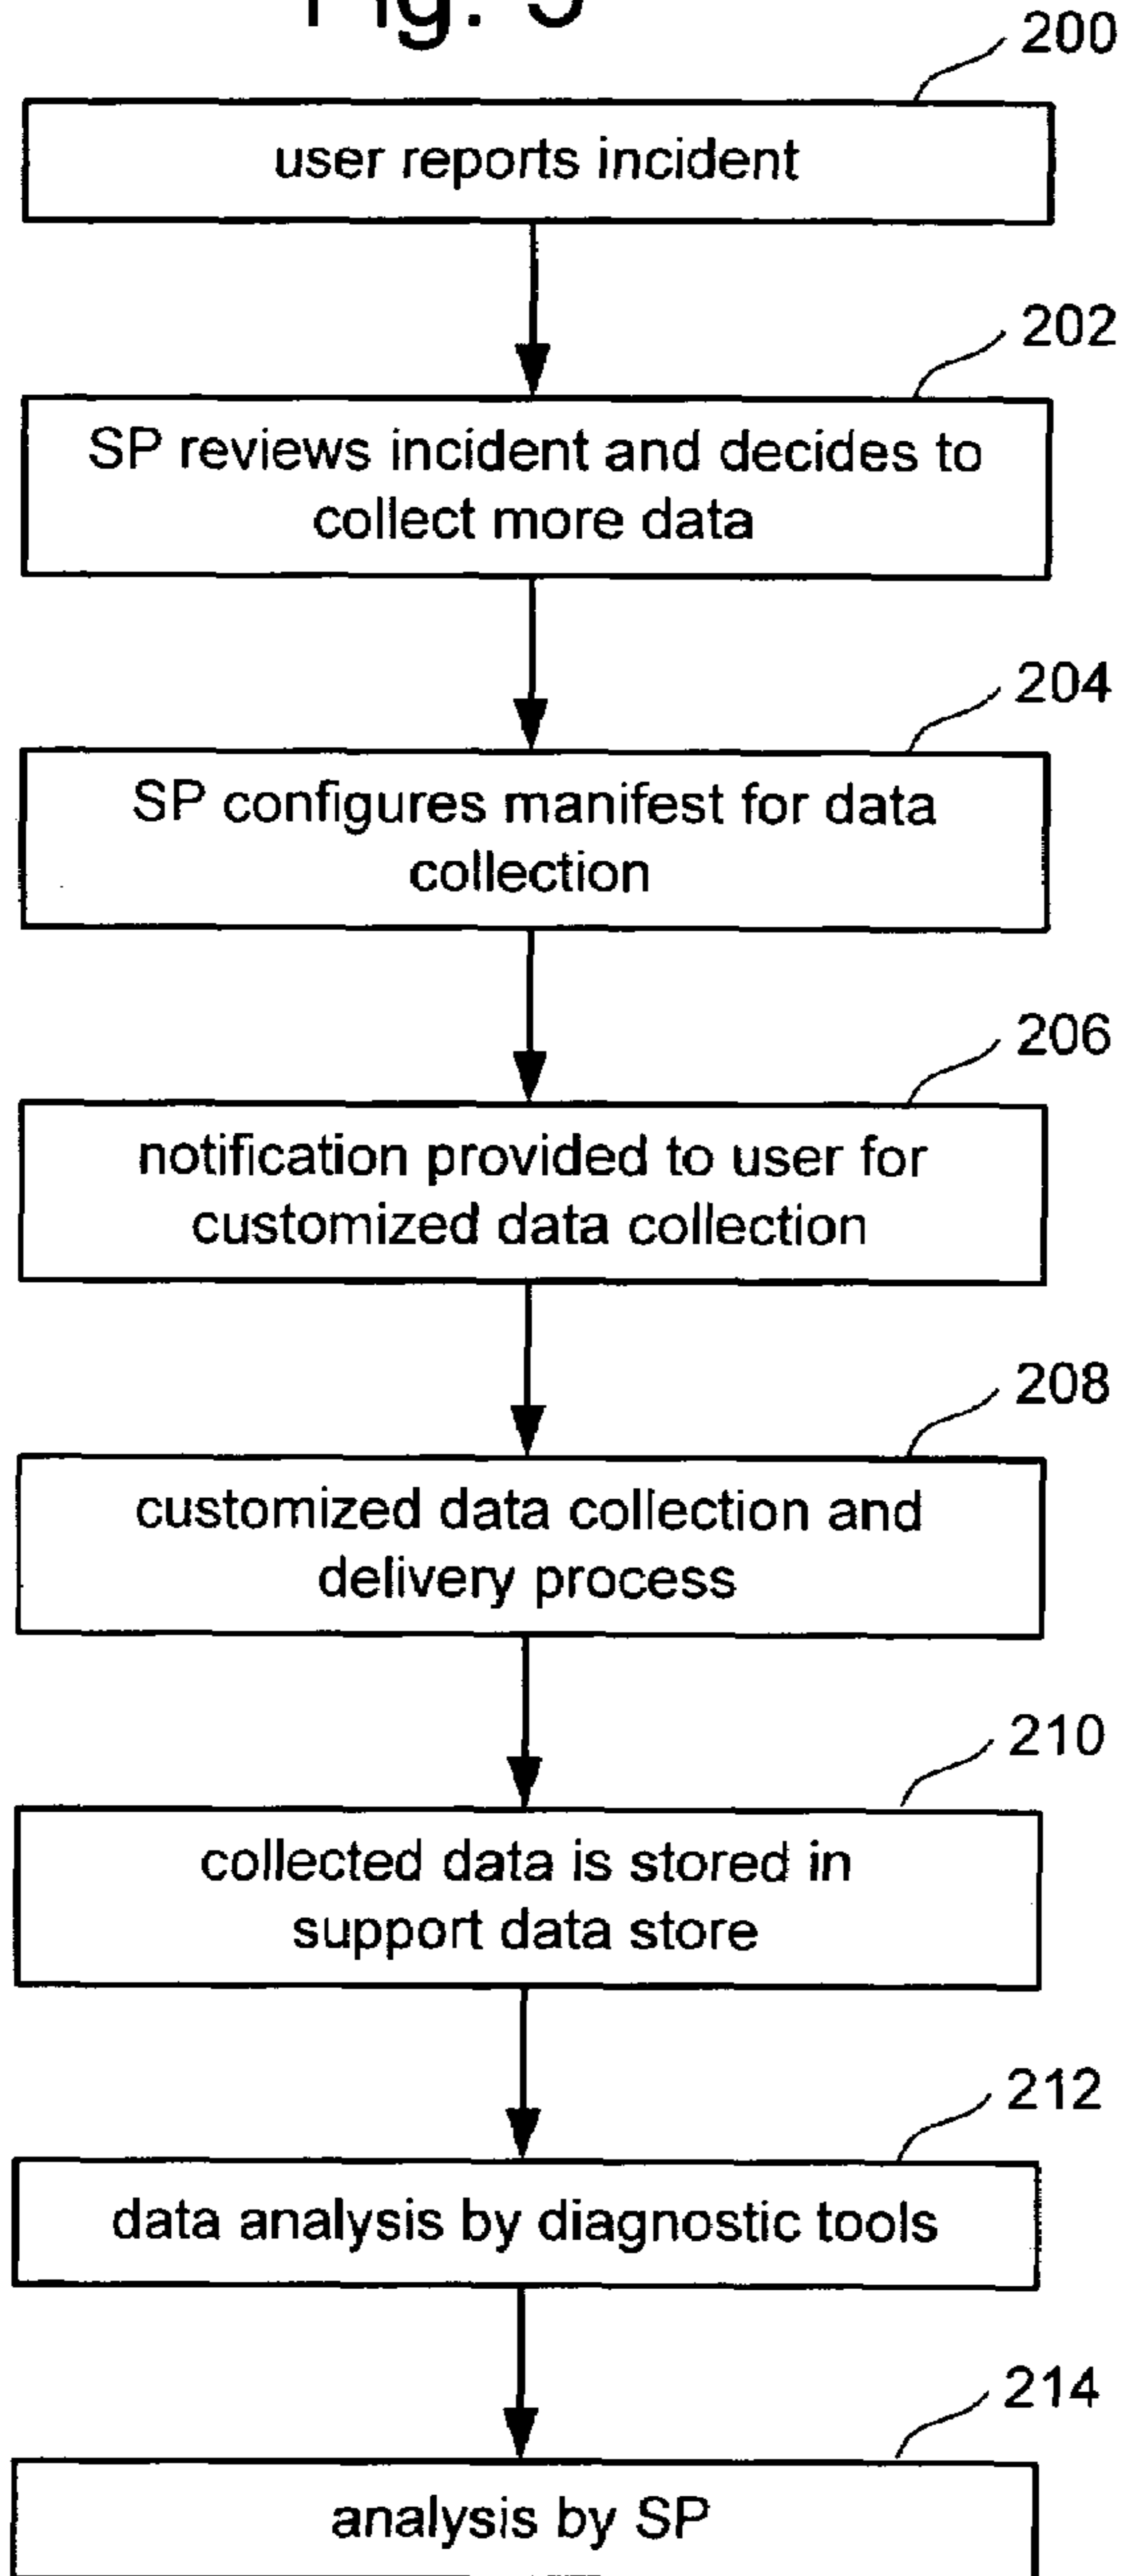 Fig. 5
200
user reports incident
202
SP reviews incident and decides to
collect more data
204
SP configures manifest for data
collection
206
notification provided to user for
customized data collection
208
customized data collection and
delivery process
210
collected data is stored in
support data store
212
data analysis by diagnostic tools
214
analysis by SP